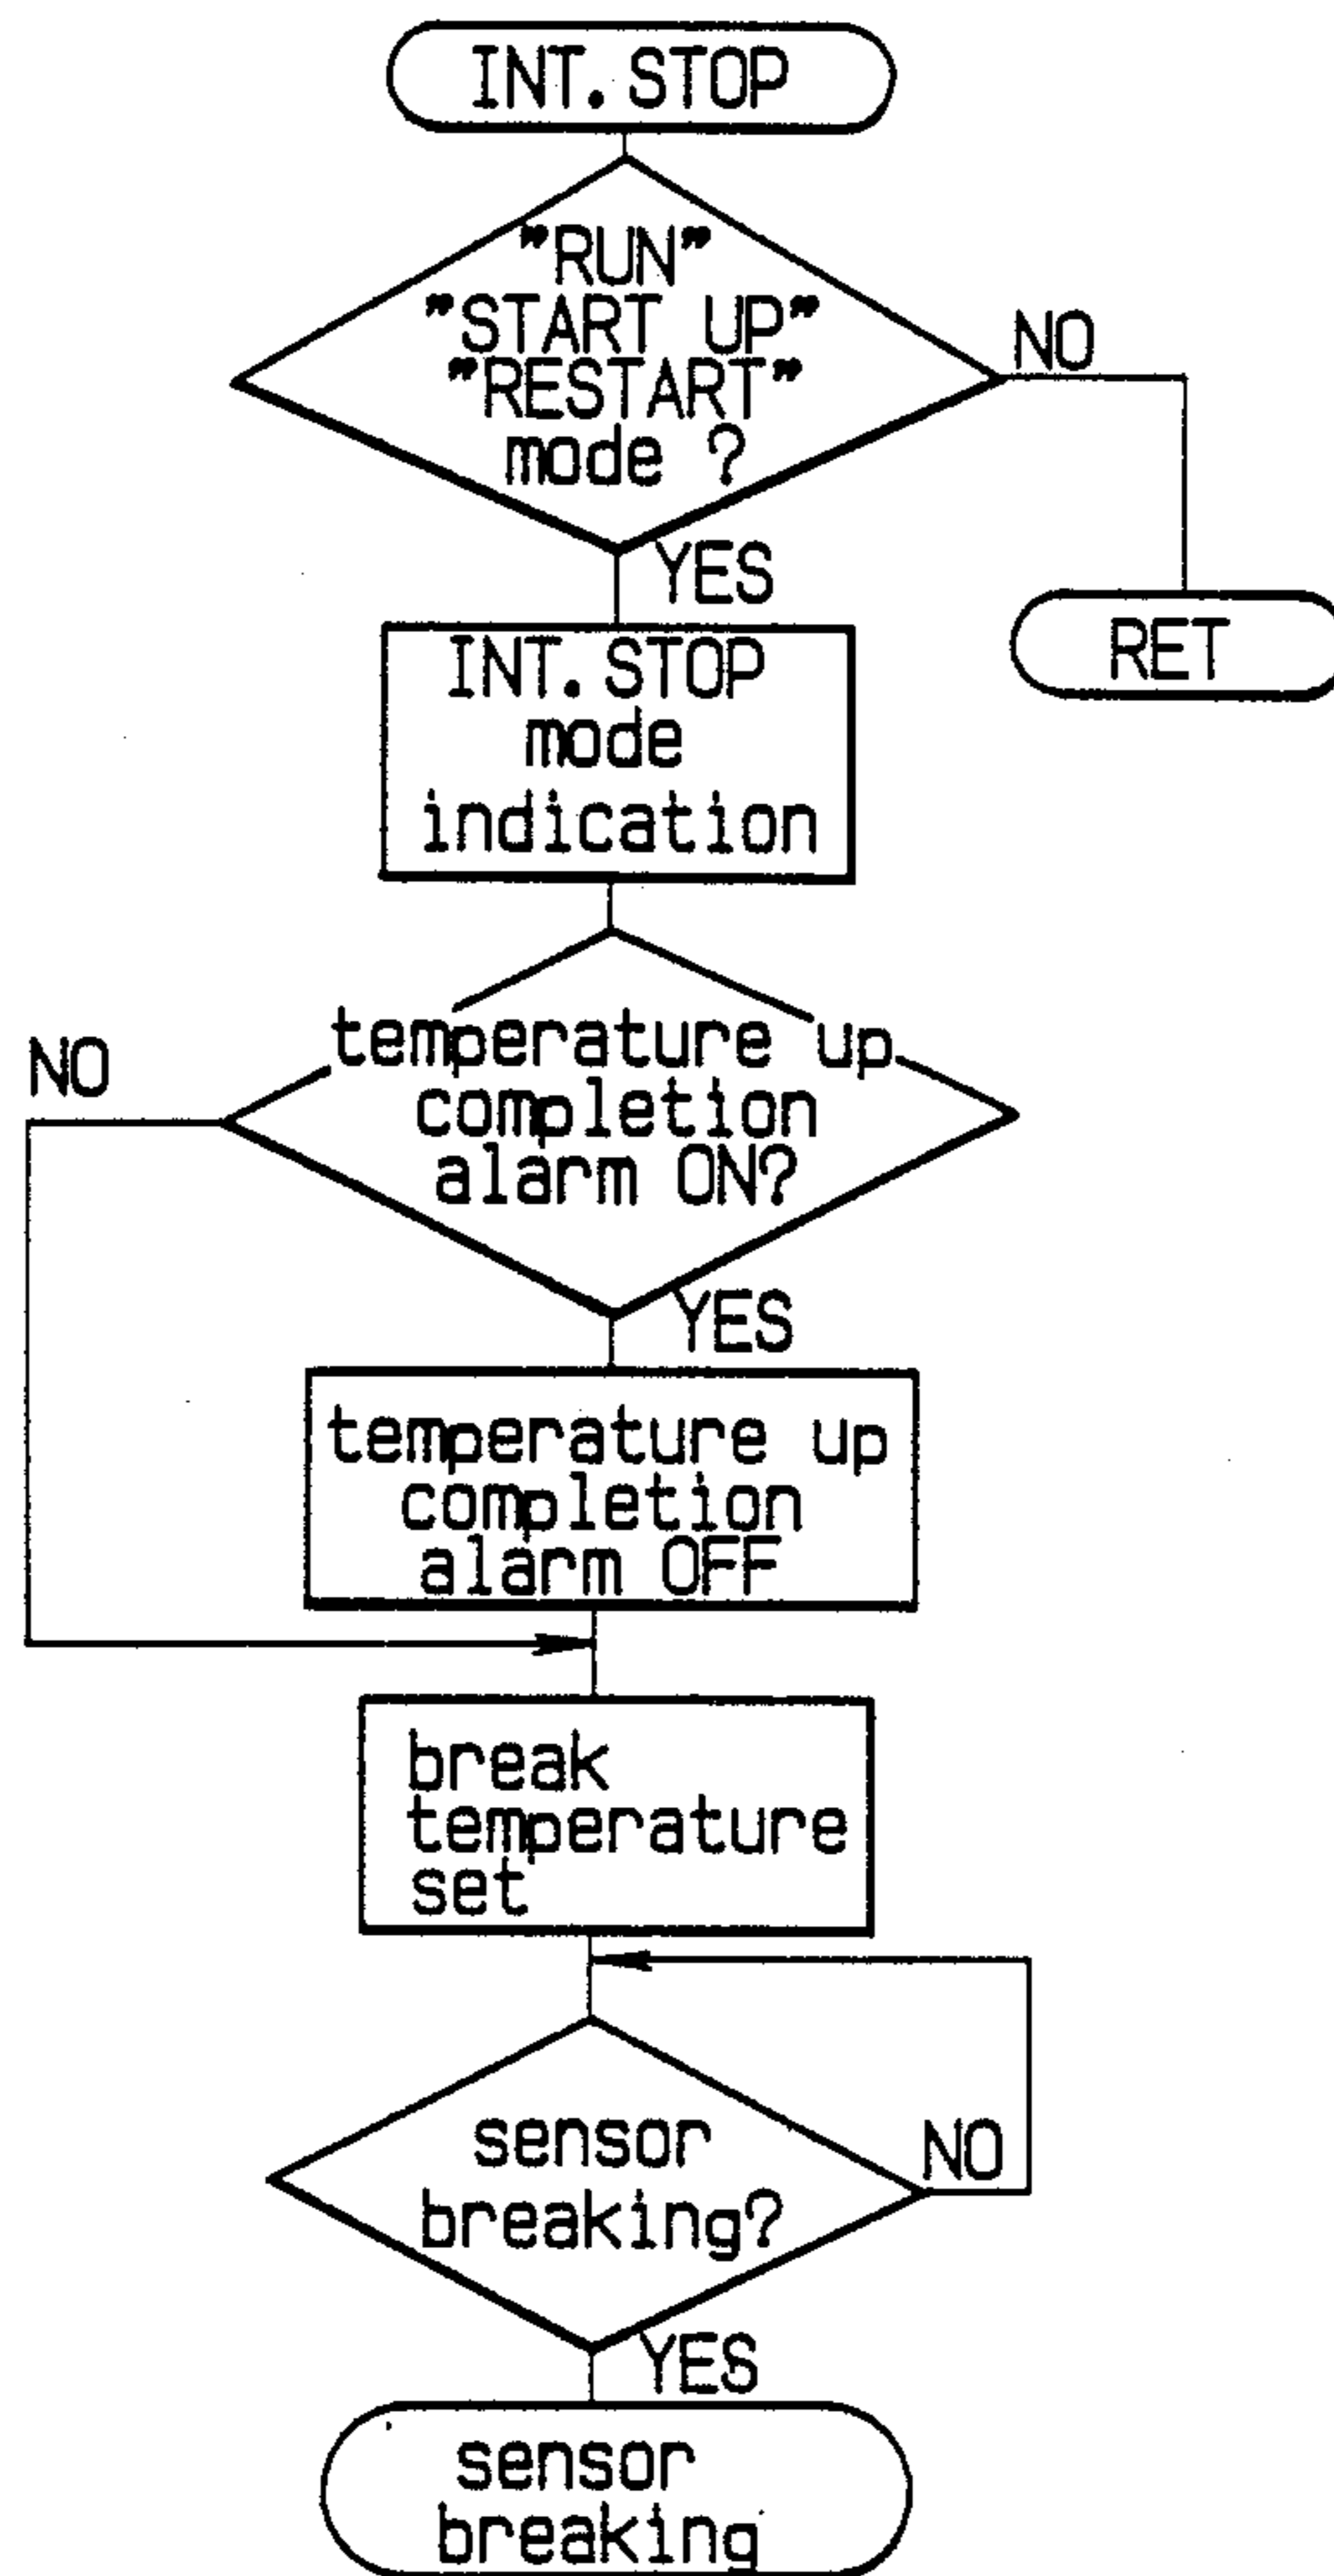 INT. STOP
"RUN"
"START UP"
"RESTART"
mode ?
NO
YES
RET
INT. STOP
mode
indication
NO
temperature up
completion
alarm ON?
YES
temperature up
completion
alarm OFF
break
temperature
set
sensor
breaking?
NO
YES
sensor
breaking